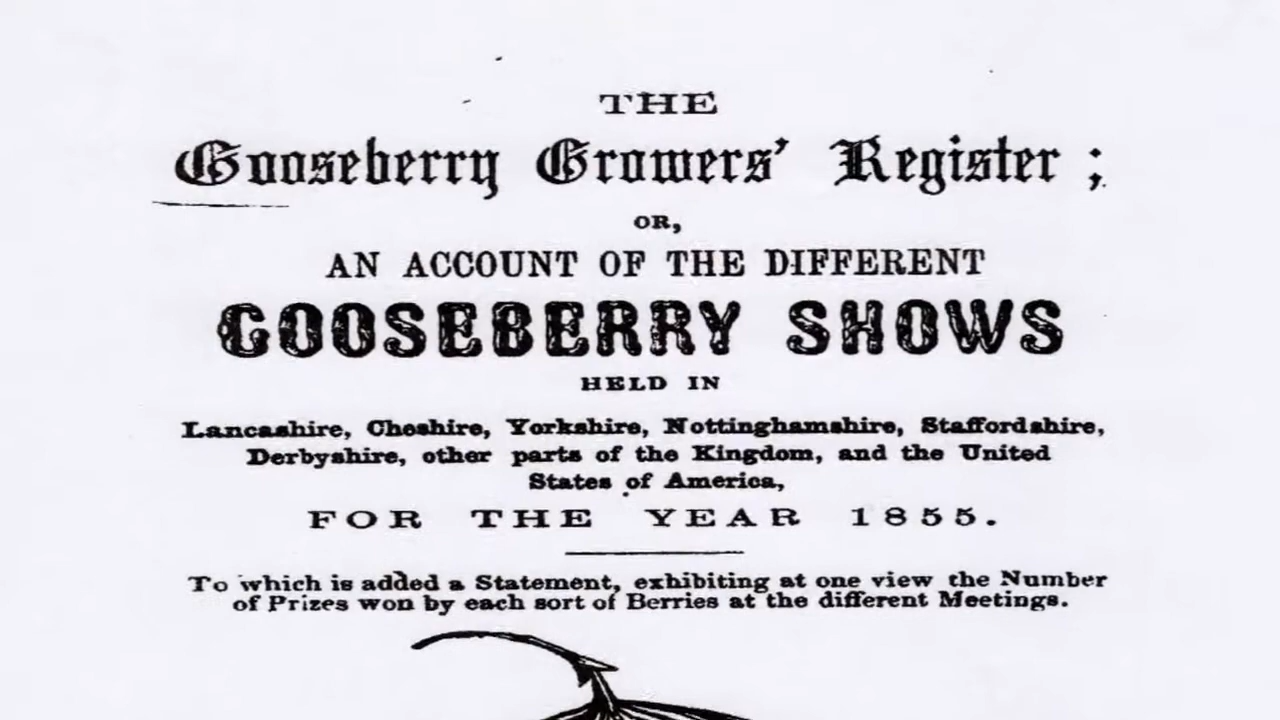 THE
Gooseberry Growers' Register ;
OR,
AN ACCOUNT OF THE DIFFERENT
GOOSEBERRY SHOWS
HELD IN
Lancashire, Cheshire, Yorkshire, Nottinghamshire, Staffordshire,
Derbyshire, other parts of the Kingdom, and the United
States of America,
FOR THE YEAR 1855.
To which is added a Statement, exhibiting at one view the Number
of Prizes won by each sort of Berries at the different Meetings.